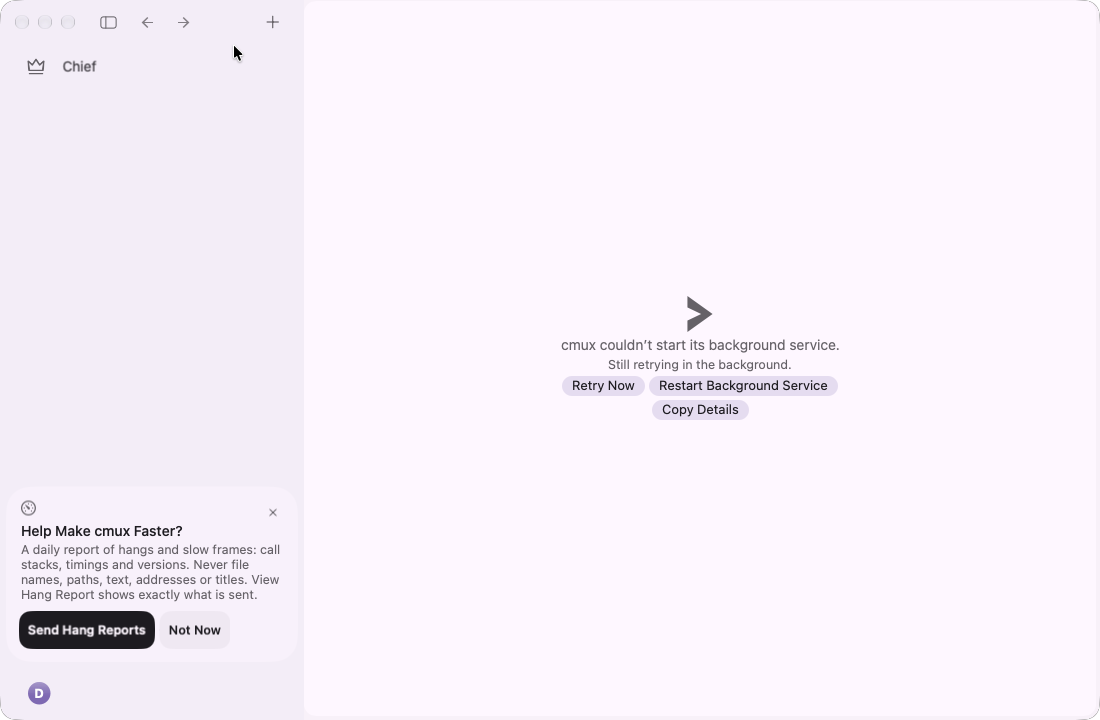 Chief
cmux couldn’t start its background service.
Still retrying in the background.
Retry Now
Restart Background Service
Copy Details
Help Make cmux Faster?
A daily report of hangs and slow frames: call
stacks, timings and versions. Never file
names, paths, text, addresses or titles. View
Hang Report shows exactly what is sent.
Send Hang Reports
Not Now
D